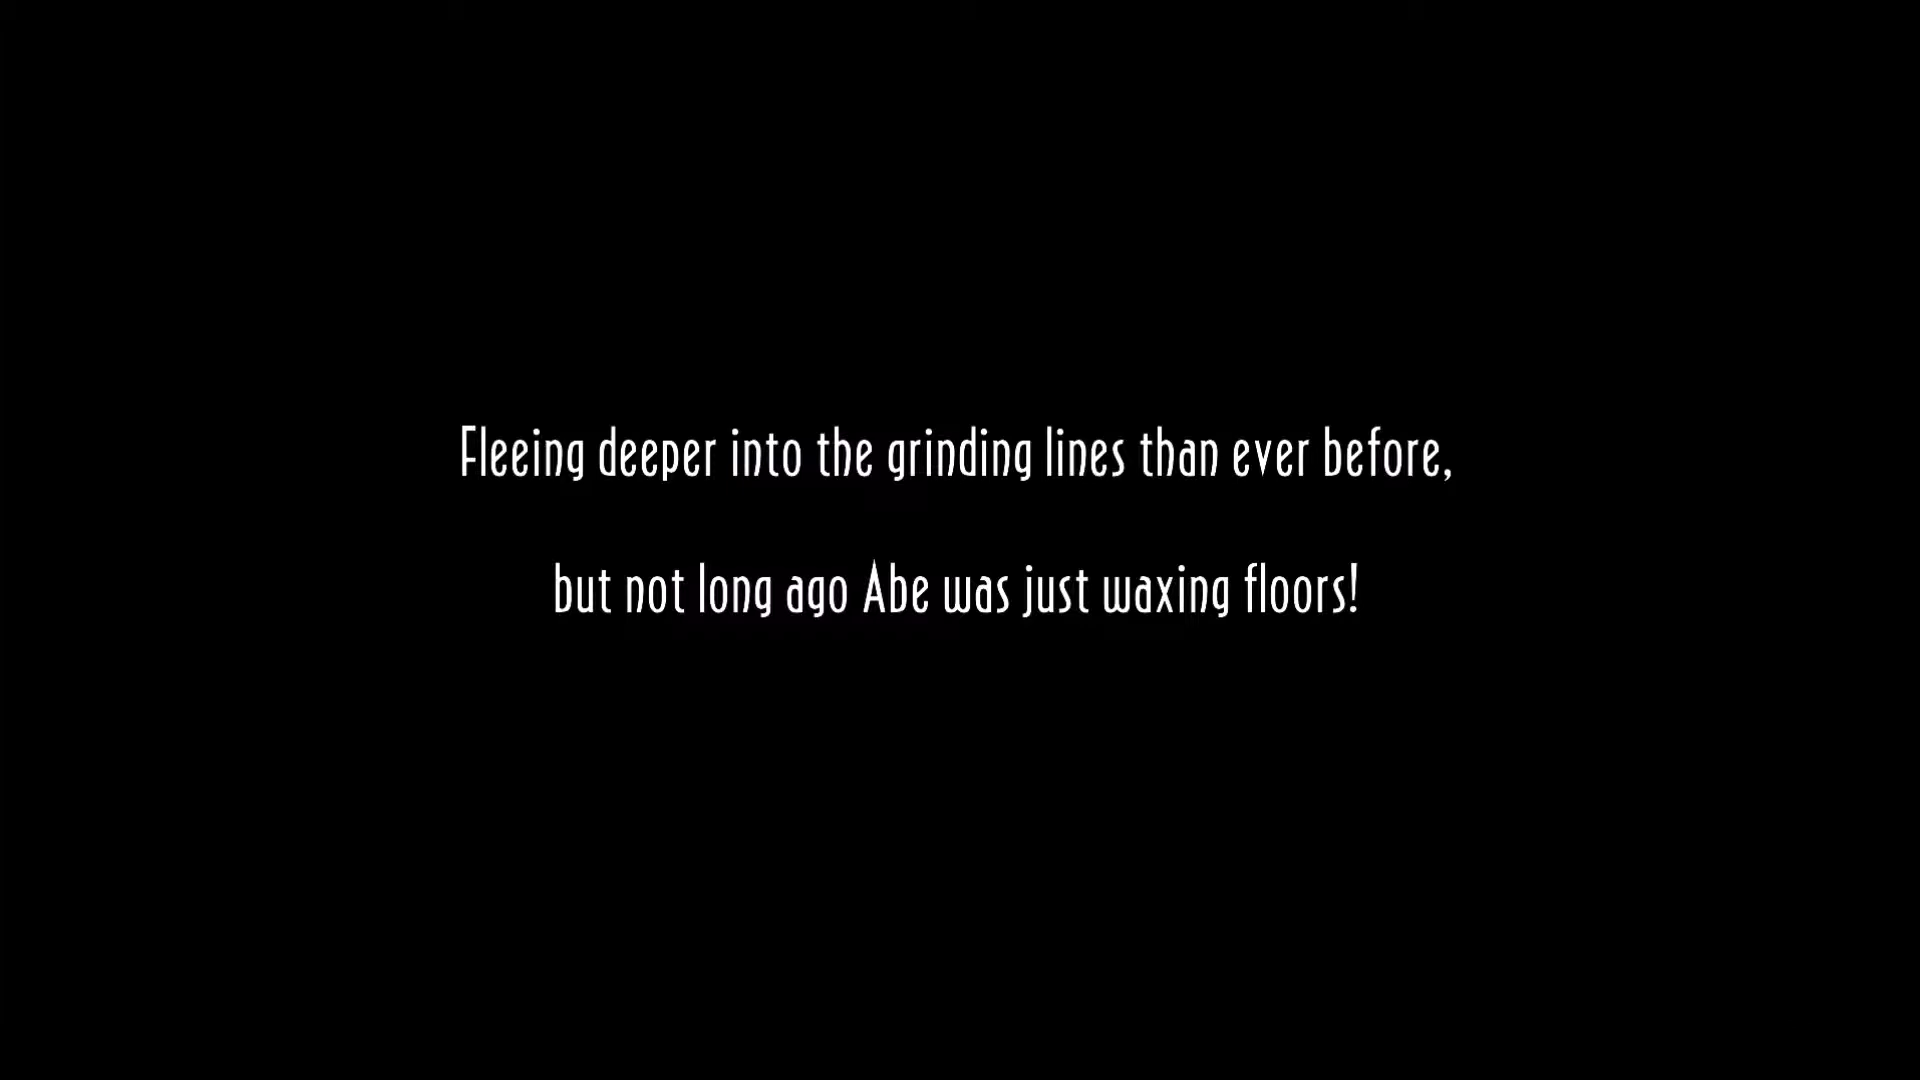 Fleeing deeper into the grinding lines than ever before,
but not long ago Abe was just waxing floors!